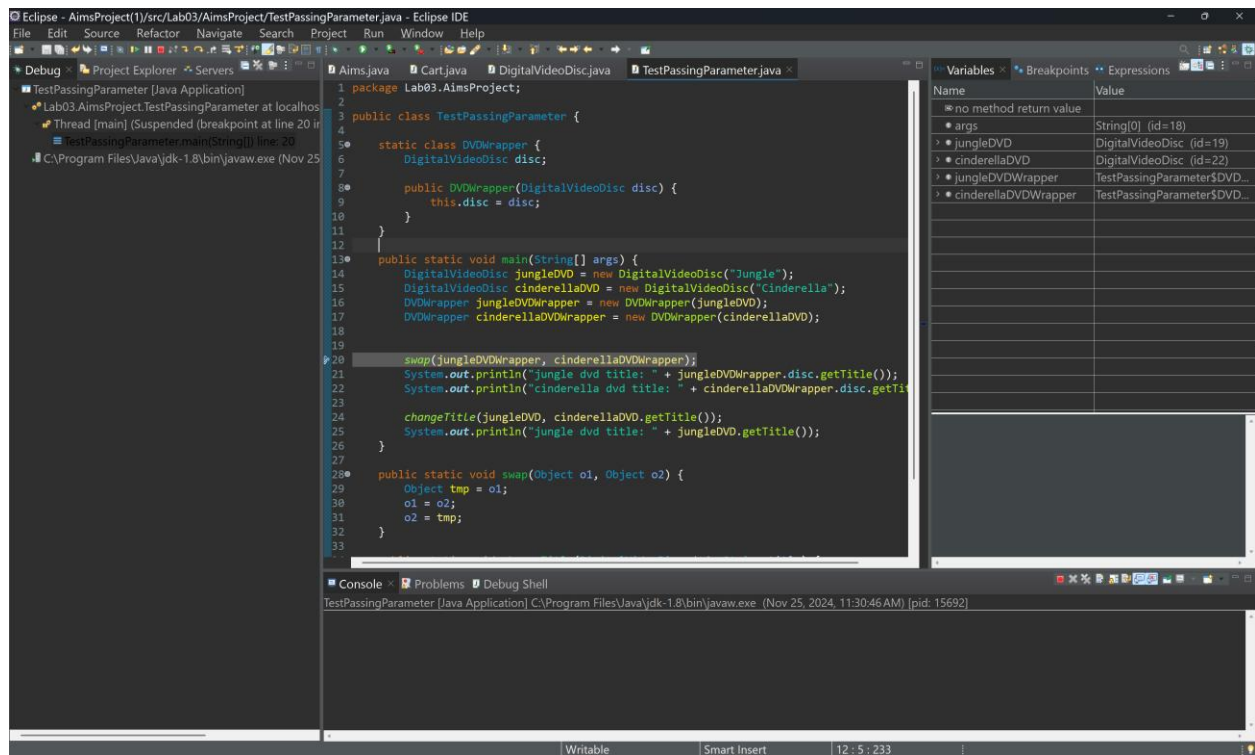 Eclipse - AimsProject(1)/src/Lab03/AimsProject/TestPassingParameter.java - Eclipse IDE
File Edit Source Refactor Navigate Search Project Run Window Help
Debug Project Explorer Servers
TestPassingParameter [Java Application]
Lab03.AimsProject.TestPassingParameter at localhos
Thread [main] (Suspended (breakpoint at line 20 in
TestPassingParameter.main(String[]) line: 20
C:\Program Files\Java\jdk-1.8\bin\javaw.exe (Nov 25
Aims.java Cart.java DigitalVideoDisc.java TestPassingParameter.java
1 package Lab03.AimsProject;
2
3 public class TestPassingParameter {
4
5 static class DVDWrapper {
6 DigitalVideoDisc disc;
7
8 public DVDWrapper(DigitalVideoDisc disc) {
9 this.disc = disc;
10 }
11 }
12
13 public static void main(String[] args) {
14 DigitalVideoDisc jungleDVD = new DigitalVideoDisc("Jungle");
15 DigitalVideoDisc cinderellaDVD = new DigitalVideoDisc("Cinderella");
16 DVDWrapper jungleDVDWrapper = new DVDWrapper(jungleDVD);
17 DVDWrapper cinderellaDVDWrapper = new DVDWrapper(cinderellaDVD);
18
19
20 swap(jungleDVDWrapper, cinderellaDVDWrapper);
21 System.out.println("jungle dvd title: " + jungleDVDWrapper.disc.getTitle());
22 System.out.println("cinderella dvd title: " + cinderellaDVDWrapper.disc.getTit
23
24 changeTitle(jungleDVD, cinderellaDVD.getTitle());
25 System.out.println("jungle dvd title: " + jungleDVD.getTitle());
26 }
27
28 public static void swap(Object o1, Object o2) {
29 Object tmp = o1;
30 o1 = o2;
31 o2 = tmp;
32 }
33
Variables Breakpoints Expressions
Name Value
no method return value
args String[0] (id=18)
jungleDVD DigitalVideoDisc (id=19)
cinderellaDVD DigitalVideoDisc (id=22)
jungleDVDWrapper TestPassingParameter$DVD...
cinderellaDVDWrapper TestPassingParameter$DVD...
Console Problems Debug Shell
TestPassingParameter [Java Application] C:\Program Files\Java\jdk-1.8\bin\javaw.exe (Nov 25, 2024, 11:30:46 AM) [pid: 15692]
Writable Smart Insert 12 : 5 : 233